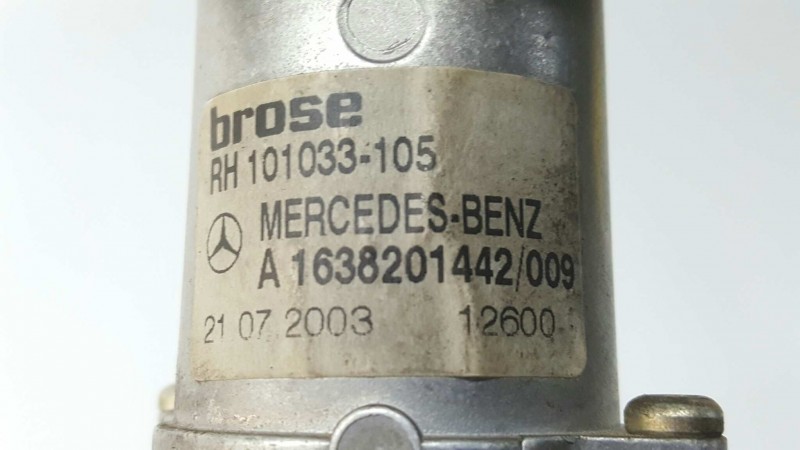 brose
RH 101033-105
MERCEDES-BENZ
A 1638201442/009
21 07 2003 12600